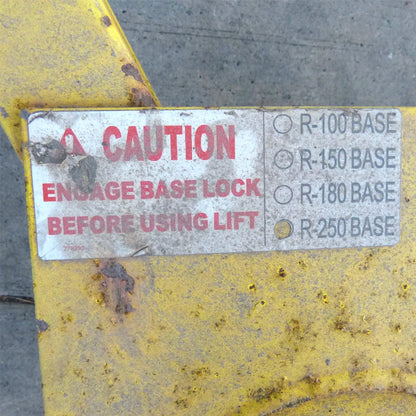 CAUTION
ENGAGE BASE LOCK
BEFORE USING LIFT
R-100 BASE
R-150 BASE
R-180 BASE
R-250 BASE